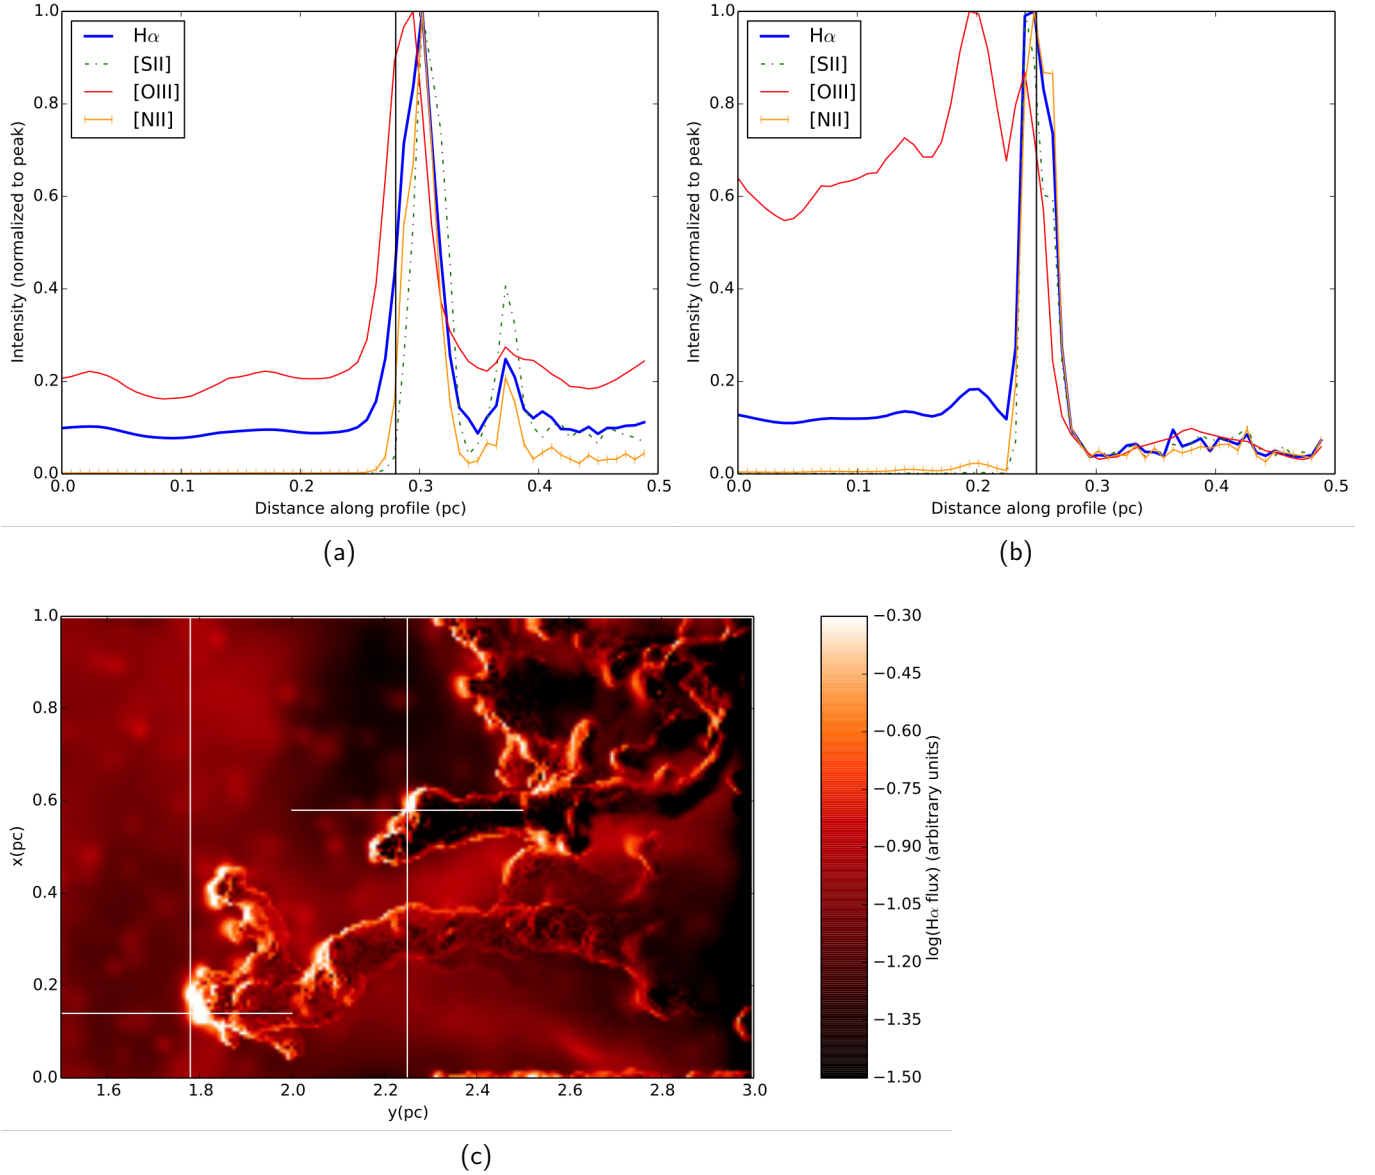 Intensity (normalized to peak)
1.0
0.8
0.6
0.4
0.2
0.0
Hα
[SII]
[OIII]
[NII]
0.0 0.1 0.2 0.3 0.4 0.5
Distance along profile (pc)
(a)
Intensity (normalized to peak)
1.0
0.8
0.6
0.4
0.2
0.0
Hα
[SII]
[OIII]
[NII]
0.0 0.1 0.2 0.3 0.4 0.5
Distance along profile (pc)
(b)
x(pc)
1.0
0.8
0.6
0.4
0.2
0.0
1.6 1.8 2.0 2.2 2.4 2.6 2.8 3.0
y(pc)
−0.30
−0.45
−0.60
−0.75
−0.90
−1.05
−1.20
−1.35
−1.50
log(Hα flux) (arbitrary units)
(c)